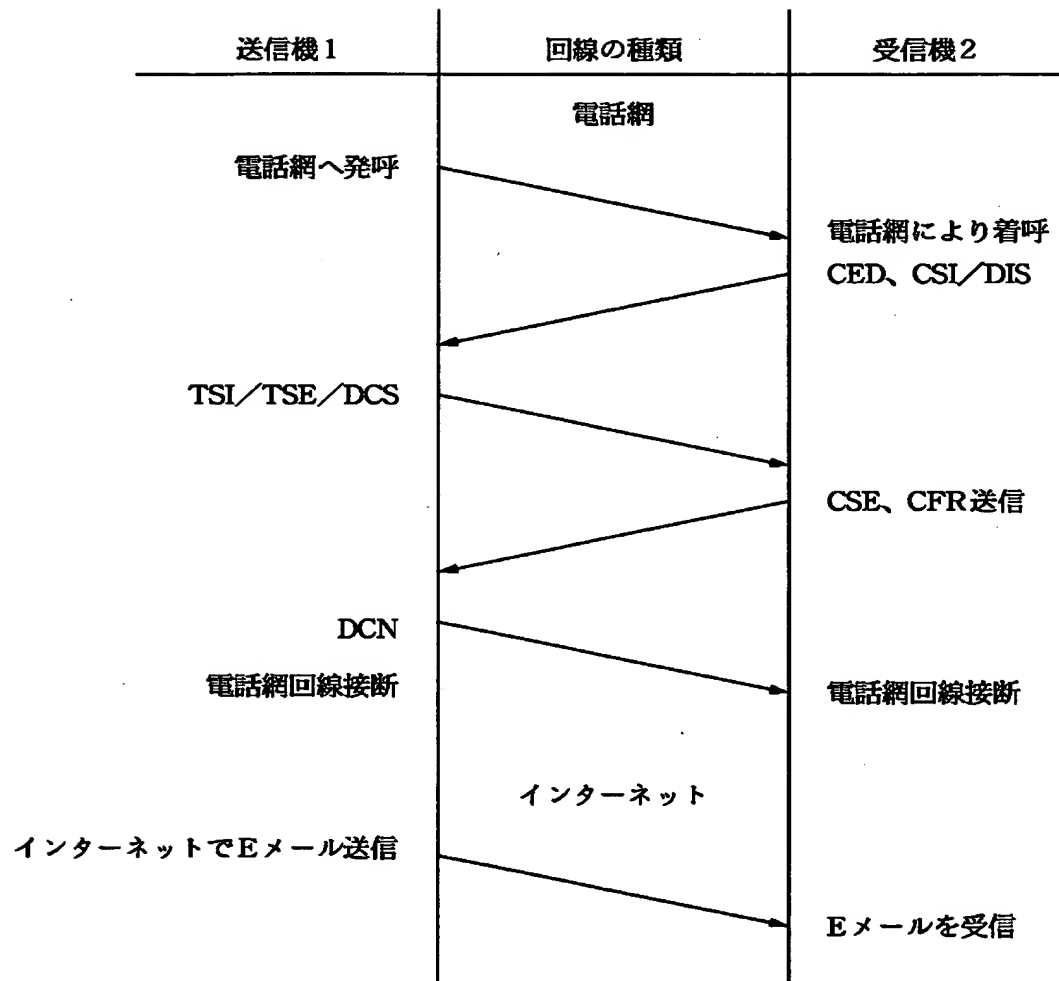 送信機1 回線の種類 受信機2
電話網
電話網へ発呼
電話網により着呼
CED、CSI／DIS
TSI／TSE／DCS
CSE、CFR送信
DCN
電話網回線接断 電話網回線接断
インターネット
インターネットでEメール送信
Eメールを受信